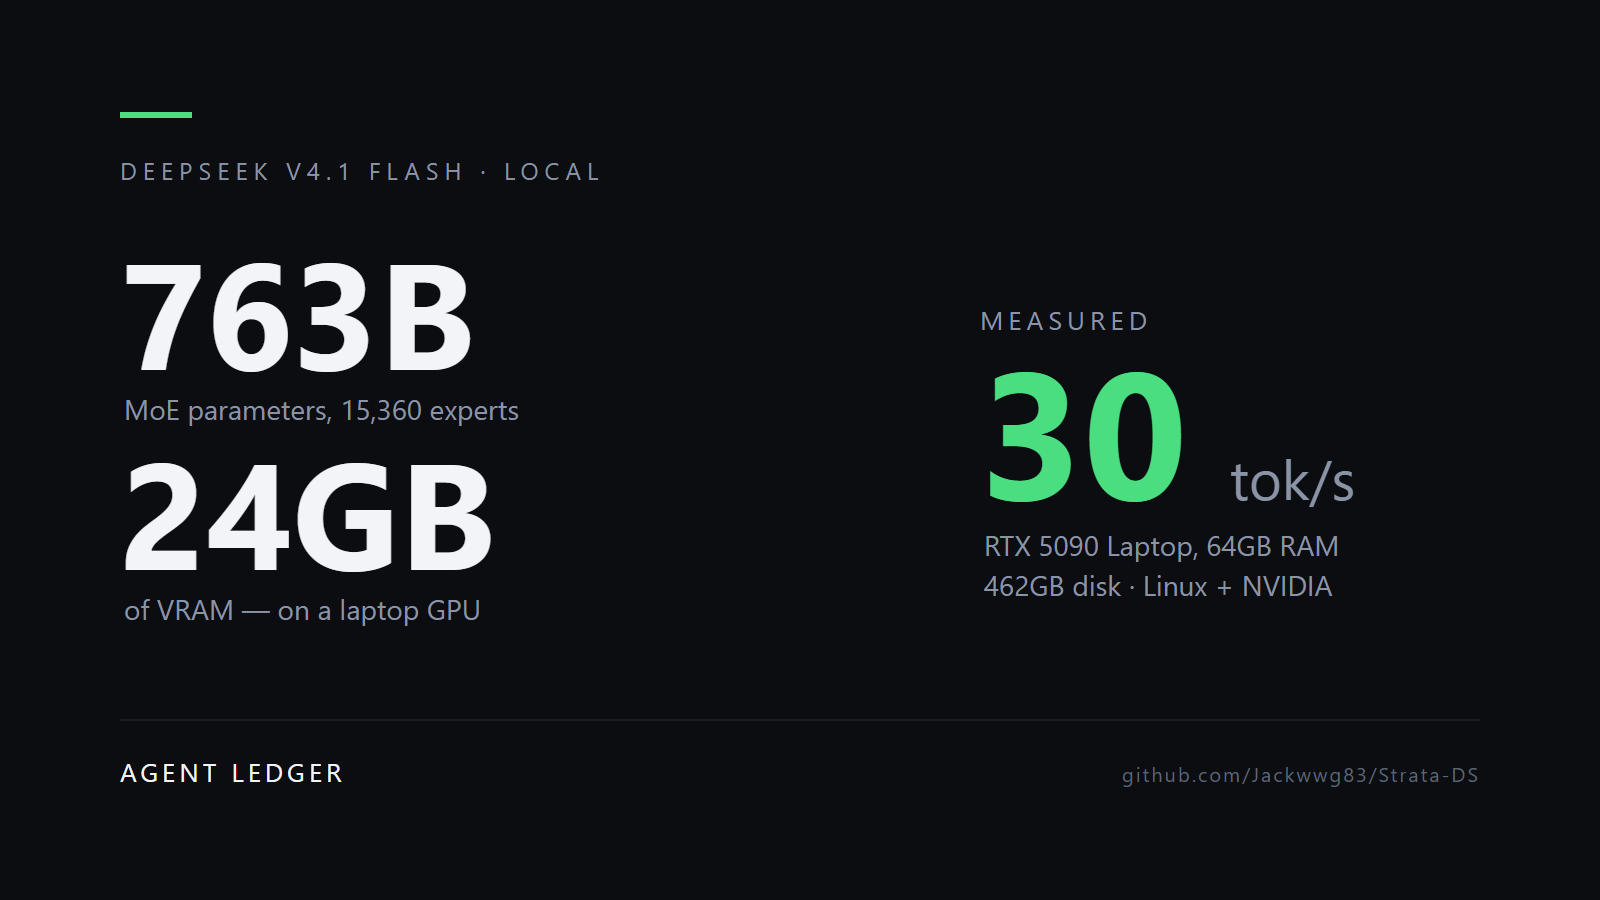 DEEPSEEK V4.1 FLASH · LOCAL
763B
MoE parameters, 15,360 experts
24GB
of VRAM — on a laptop GPU
MEASURED
30 tok/s
RTX 5090 Laptop, 64GB RAM
462GB disk · Linux + NVIDIA
AGENT LEDGER
github.com/Jackwwg83/Strata-DS